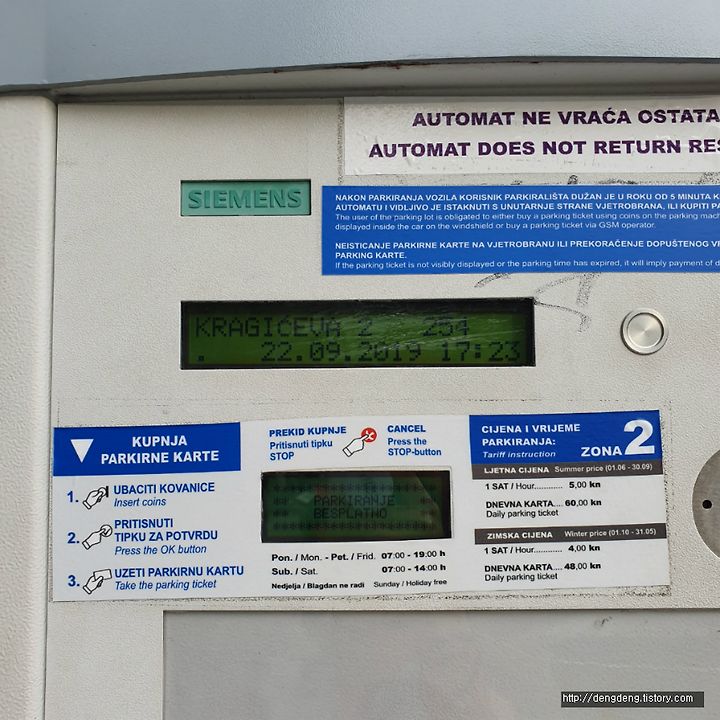 AUTOMAT NE VRAĆA OSTATA
AUTOMAT DOES NOT RETURN RES
SIEMENS
NAKON PARKIRANJA VOZILA KORISNIK PARKIRALIŠTA DUŽAN JE U ROKU OD 5 MINUTA K
AUTOMATU I VIDLJIVO JE ISTAKNUTI S UNUTARNJE STRANE VJETROBRANA, ILI KUPITI PA
The user of the parking lot is obligated to either buy a parking ticket using coins on the parking mach
displayed inside the car on the windshield or buy a parking ticket via GSM operator.
NEISTICANJE PARKIRNE KARTE NA VJETROBRANU ILI PREKORAČENJE DOPUŠTENOG VR
PARKING KARTE.
If the parking ticket is not visibly displayed or the parking time has expired, it will imply payment of d
KRAGIĆEVA 2 254
. 22.09.2019 17:23
KUPNJA
PARKIRNE KARTE
1. UBACITI KOVANICE
Insert coins
2. PRITISNUTI
TIPKU ZA POTVRDU
Press the OK button
3. UZETI PARKIRNU KARTU
Take the parking ticket
PREKID KUPNJE
Pritisnuti tipku
STOP
CANCEL
Press the
STOP-button
PARKIRANJE
BESPLATNO
Pon. / Mon. - Pet. / Frid. 07:00 - 19:00 h
Sub. / Sat. 07:00 - 14:00 h
Nedjelja / Blagdan ne radi Sunday / Holiday free
CIJENA I VRIJEME
PARKIRANJA:
Tariff instruction
ZONA 2
LJETNA CIJENA Summer price (01.06 - 30.09)
1 SAT / Hour............ 5,00 kn
DNEVNA KARTA.... 60,00 kn
Daily parking ticket
ZIMSKA CIJENA Winter price (01.10 - 31.05)
1 SAT / Hour............ 4,00 kn
DNEVNA KARTA.... 48,00 kn
Daily parking ticket
http://dengdeng.tistory.com